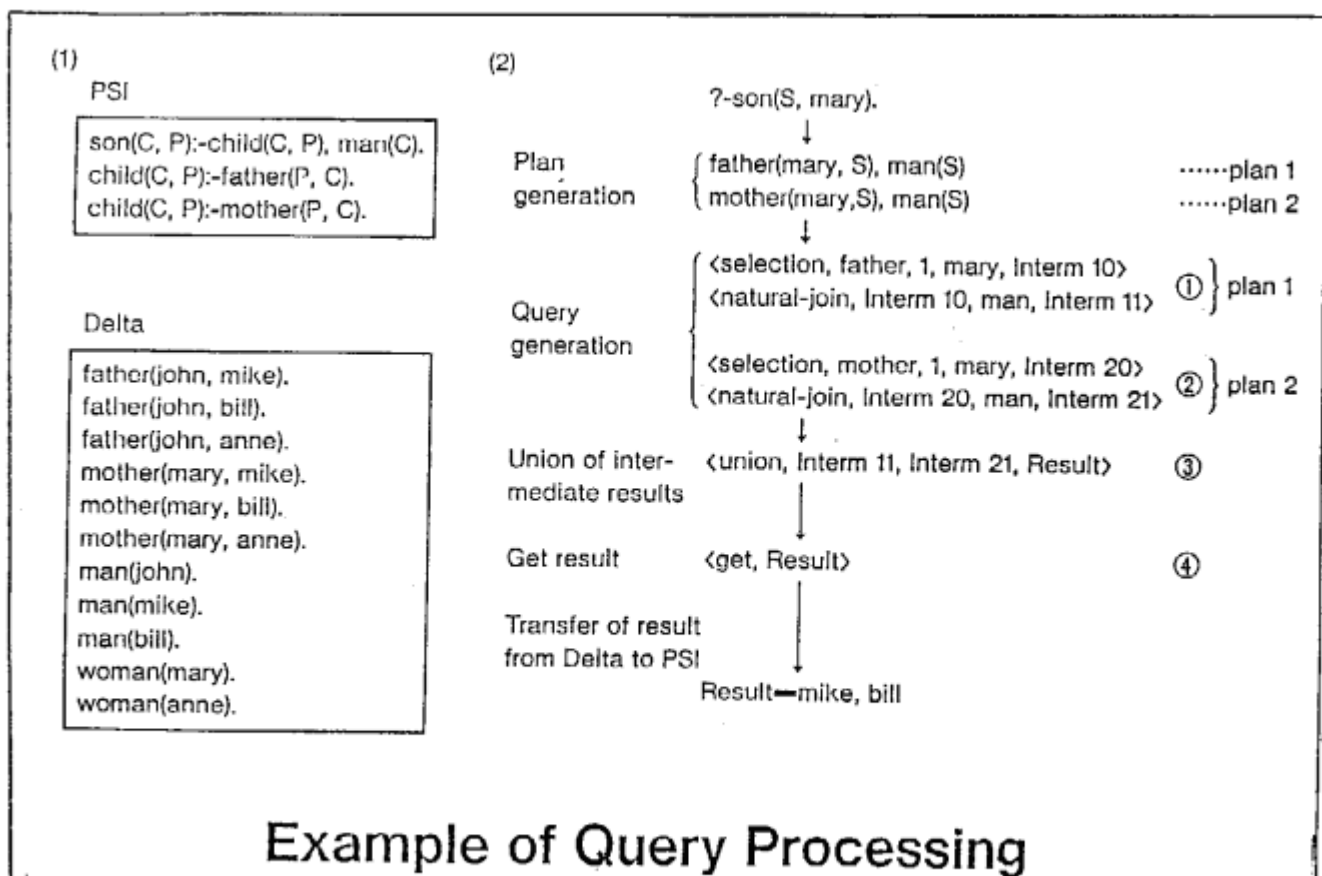 (1)
PSI
son(C, P):-child(C, P), man(C).
child(C, P):-father(P, C).
child(C, P):-mother(P, C).
Delta
father(john, mike).
father(john, bill).
father(john, anne).
mother(mary, mike).
mother(mary, bill).
mother(mary, anne).
man(john).
man(mike).
man(bill).
woman(mary).
woman(anne).
(2)
?-son(S, mary).
Plan generation
father(mary, S), man(S) ……plan 1
mother(mary,S), man(S) ……plan 2
Query generation
<selection, father, 1, mary, Interm 10>
<natural-join, Interm 10, man, Interm 11>
① plan 1
<selection, mother, 1, mary, Interm 20>
<natural-join, Interm 20, man, Interm 21>
② plan 2
Union of inter-
mediate results
<union, Interm 11, Interm 21, Result> ③
Get result <get, Result> ④
Transfer of result
from Delta to PSI
Result—mike, bill
Example of Query Processing